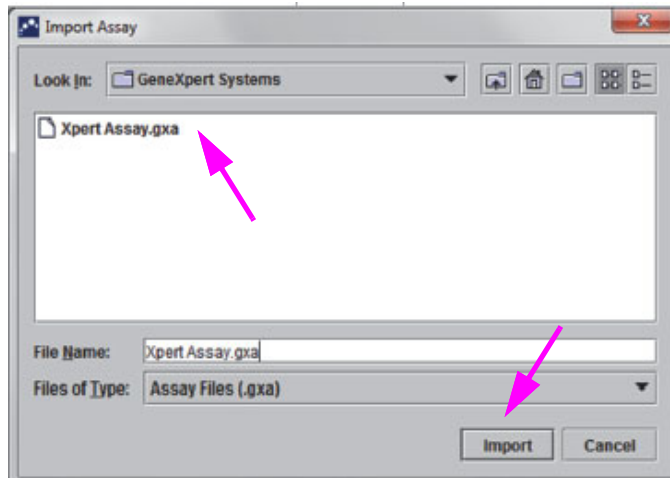 Import Assay
Look In: GeneXpert Systems
Xpert Assay.gxa
File Name: Xpert Assay.gxa
Files of Type: Assay Files (.gxa)
Import Cancel